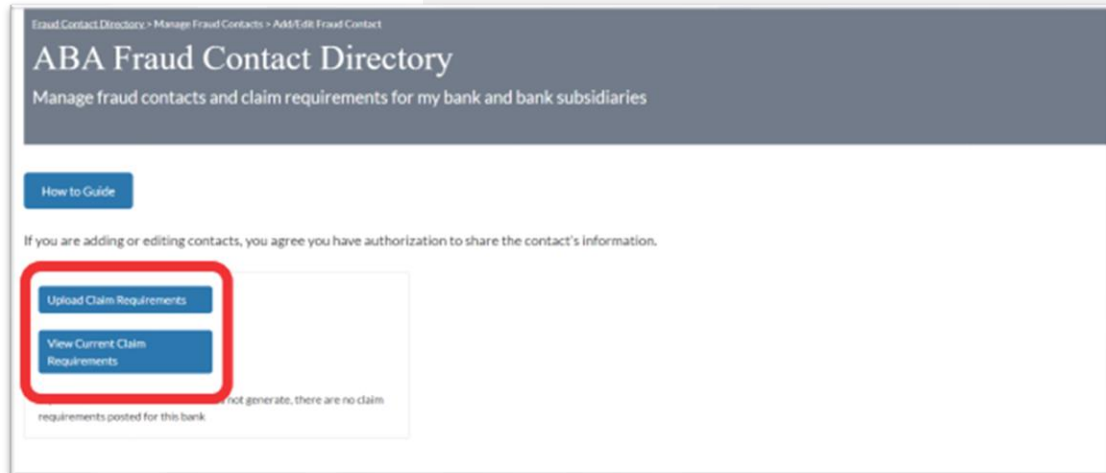 Fraud Contact Directory > Manage Fraud Contacts > Add/Edit Fraud Contact
ABA Fraud Contact Directory
Manage fraud contacts and claim requirements for my bank and bank subsidiaries
How to Guide
If you are adding or editing contacts, you agree you have authorization to share the contact's information.
Upload Claim Requirements
View Current Claim
Requirements
not generate, there are no claim
requirements posted for this bank